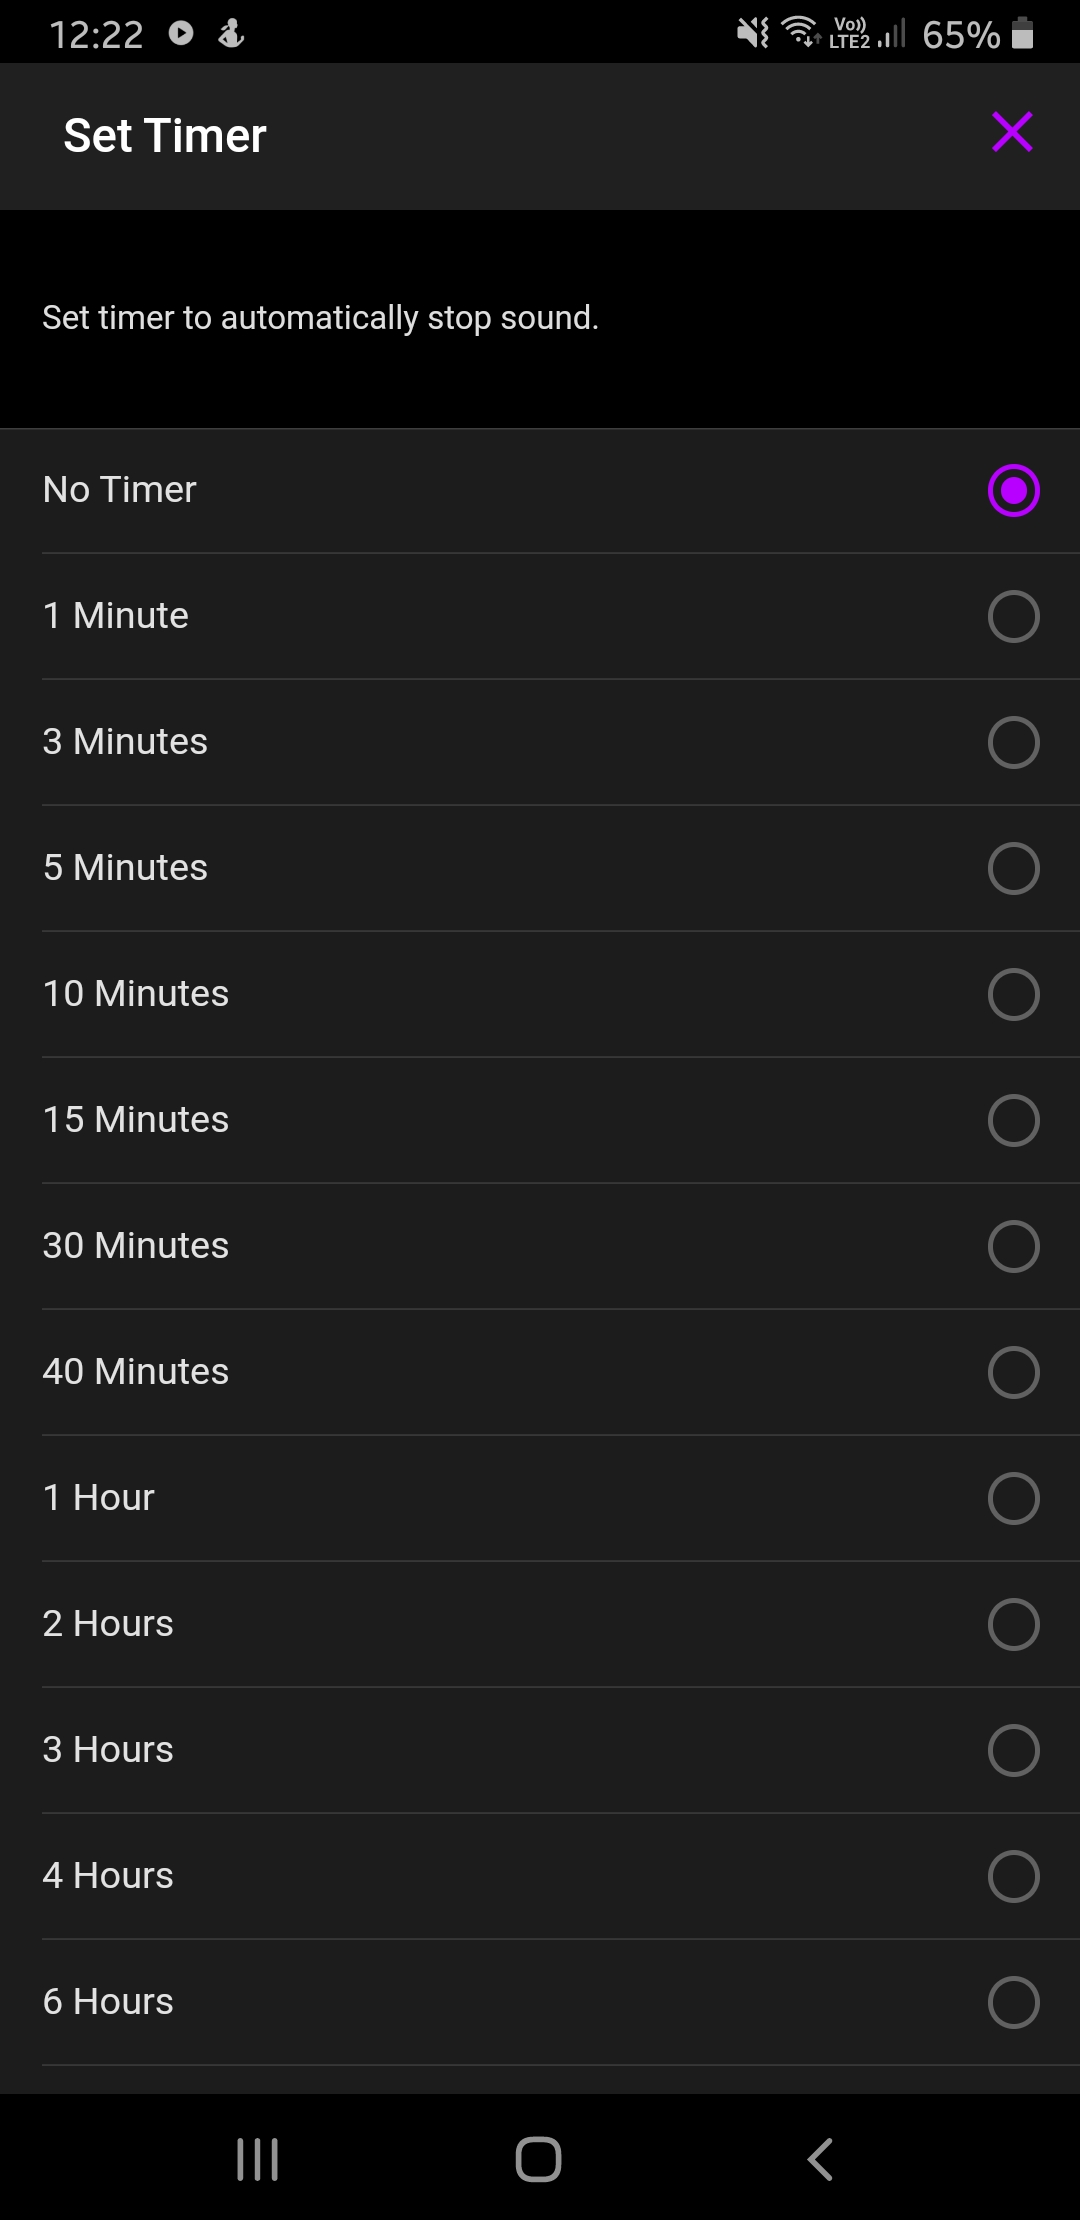 12:22 Vo)) LTE2 65%
Set Timer
Set timer to automatically stop sound.
No Timer
1 Minute
3 Minutes
5 Minutes
10 Minutes
15 Minutes
30 Minutes
40 Minutes
1 Hour
2 Hours
3 Hours
4 Hours
6 Hours